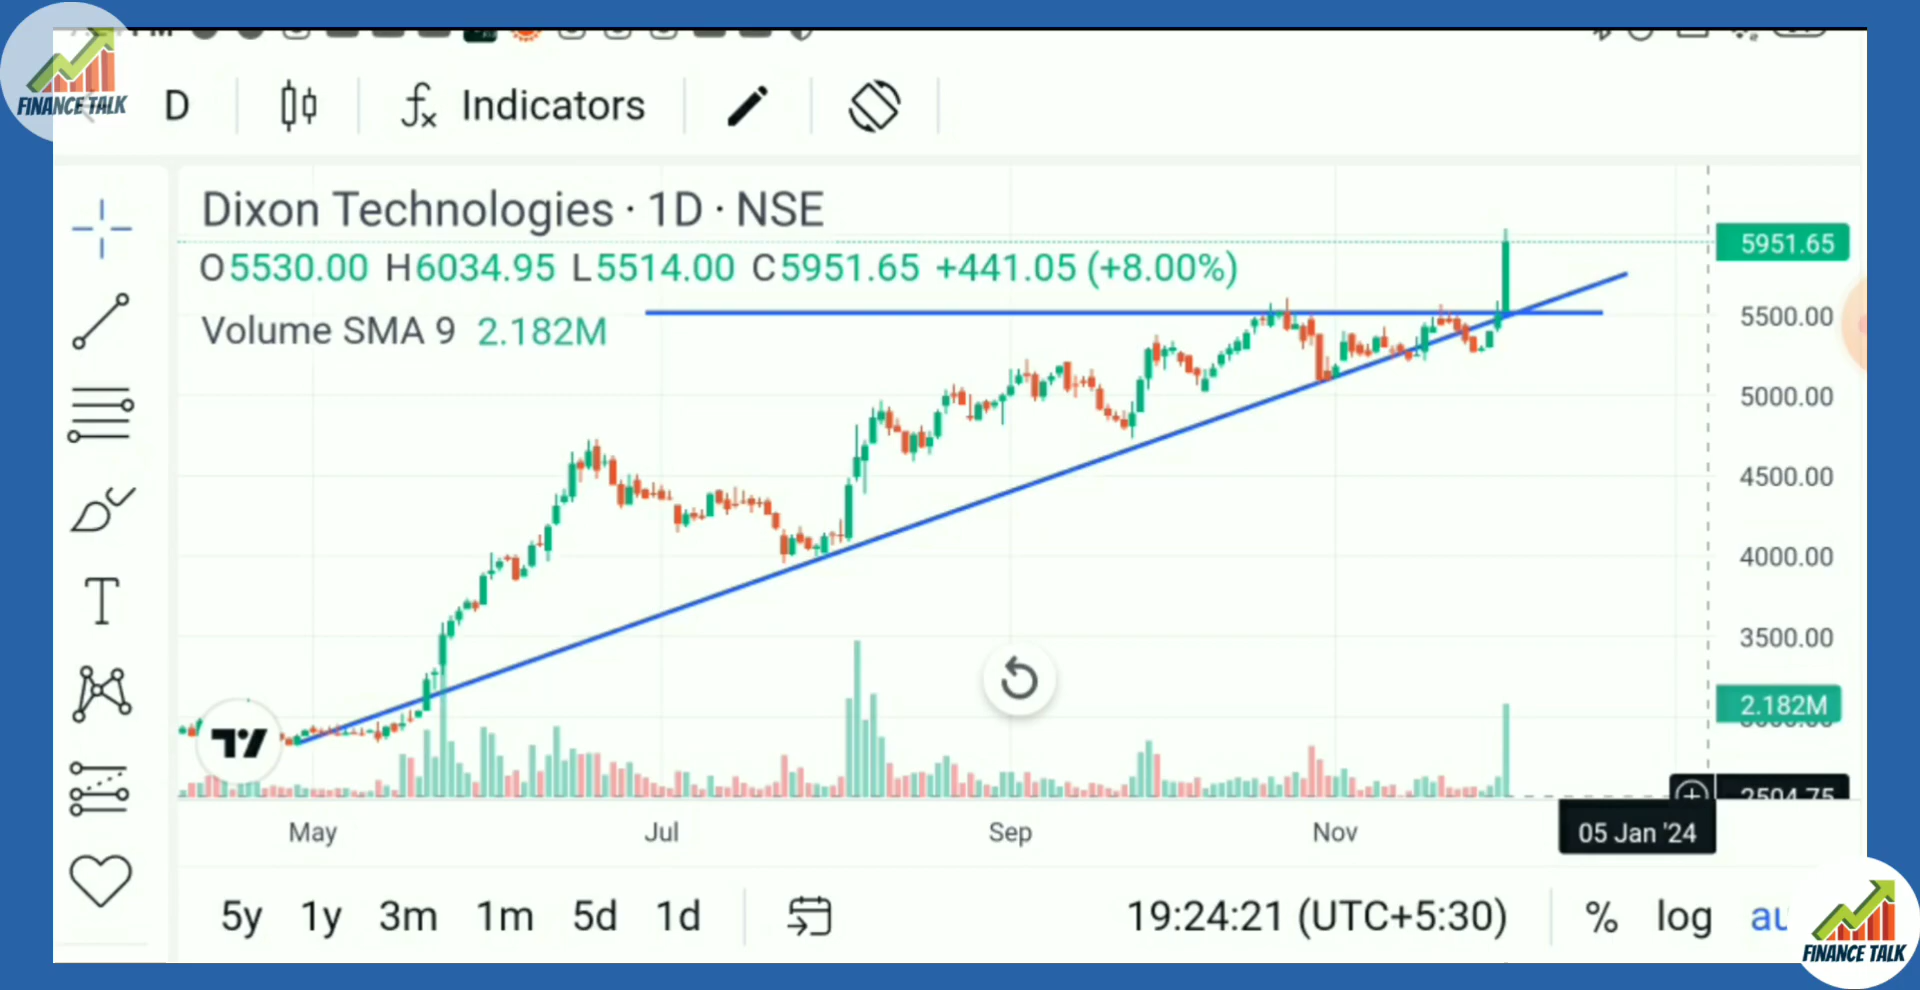 FINANCE TALK
D
fx Indicators
Dixon Technologies · 1D · NSE
O5530.00 H6034.95 L5514.00 C5951.65 +441.05 (+8.00%)
Volume SMA 9 2.182M
5951.65
5500.00
5000.00
4500.00
4000.00
3500.00
2.182M
2504.75
May Jul Sep Nov 05 Jan '24
5y 1y 3m 1m 5d 1d 19:24:21 (UTC+5:30) % log
FINANCE TALK